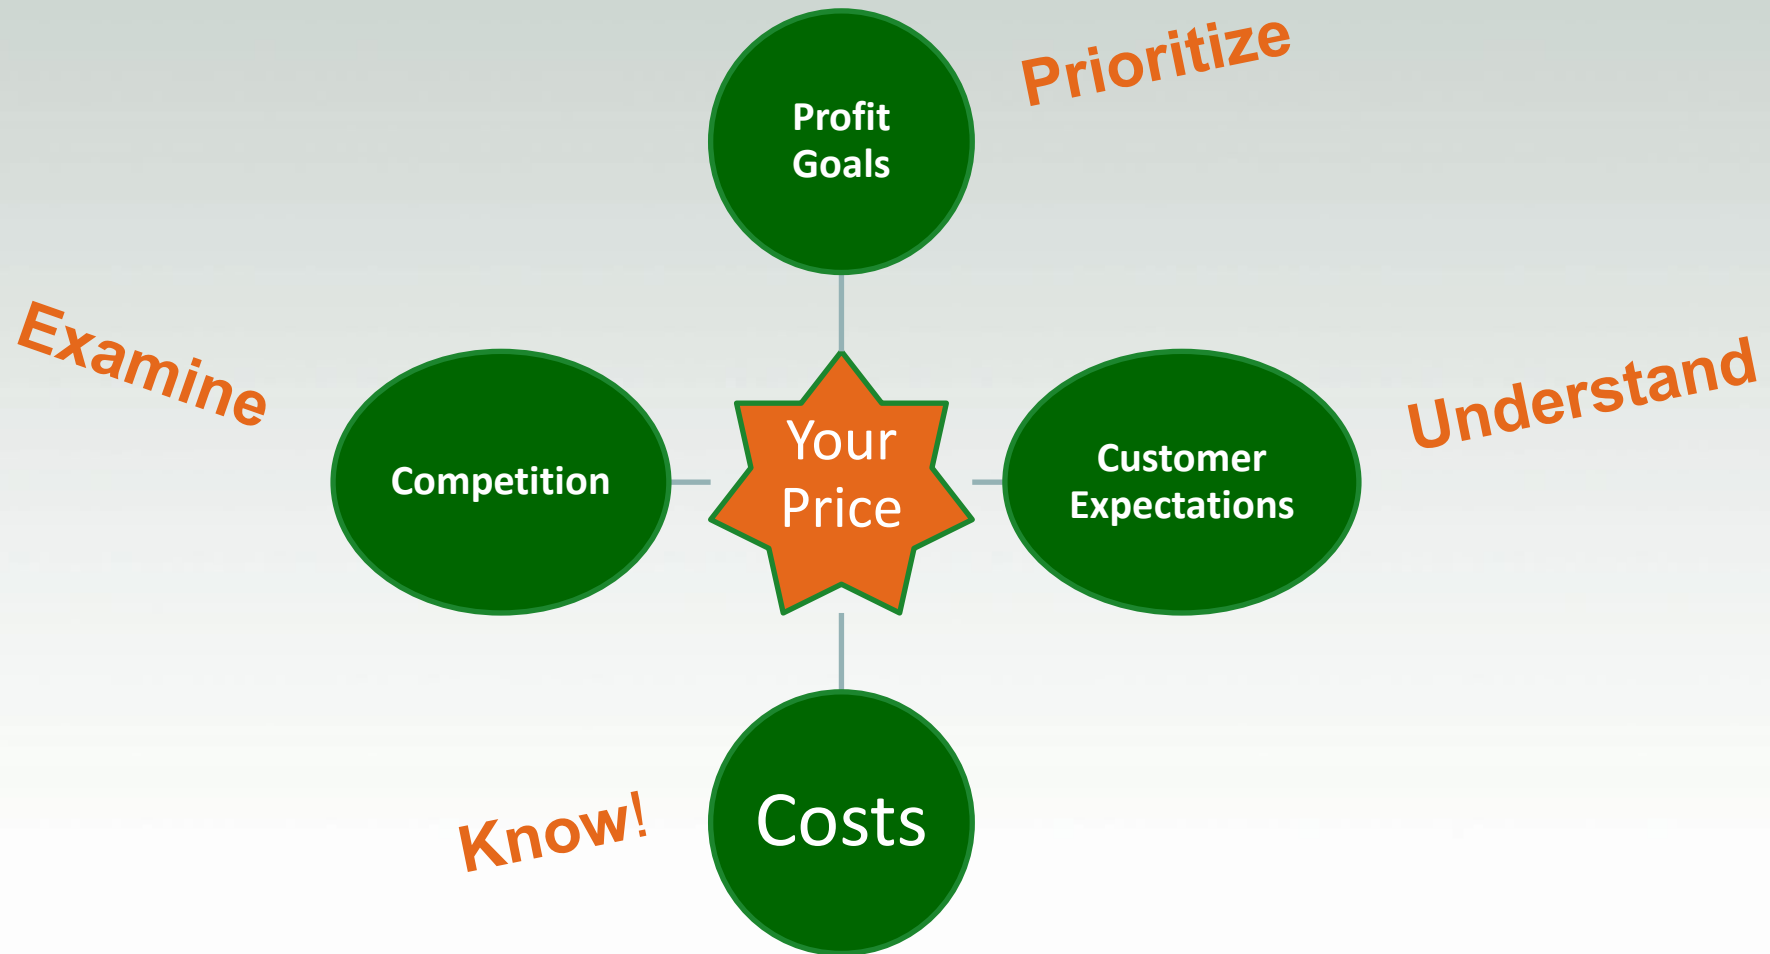 Prioritize
Profit
Goals
Examine
Understand
Your
Price
Competition
Customer
Expectations
Know!
Costs